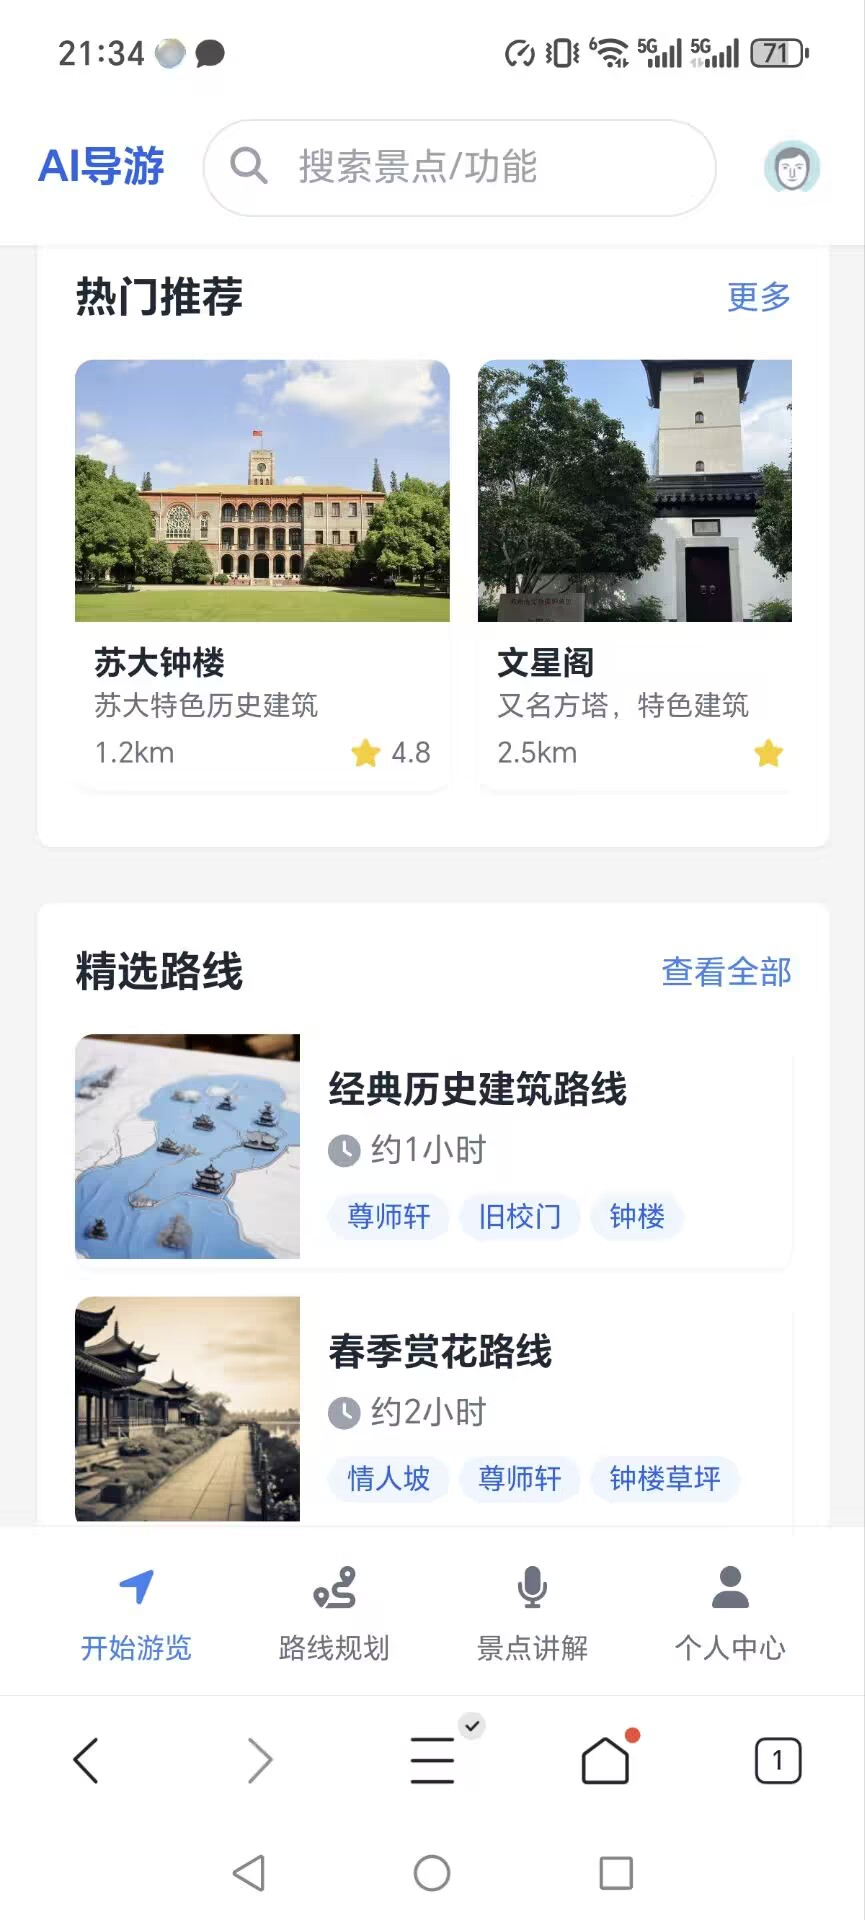 21:34
6
5G
5G
71
AI导游
搜索景点/功能
热门推荐
更多
苏大钟楼
苏大特色历史建筑
1.2km
4.8
文星阁
又名方塔，特色建筑
2.5km
精选路线
查看全部
经典历史建筑路线
约1小时
尊师轩
旧校门
钟楼
春季赏花路线
约2小时
情人坡
尊师轩
钟楼草坪
开始游览
路线规划
景点讲解
个人中心
1